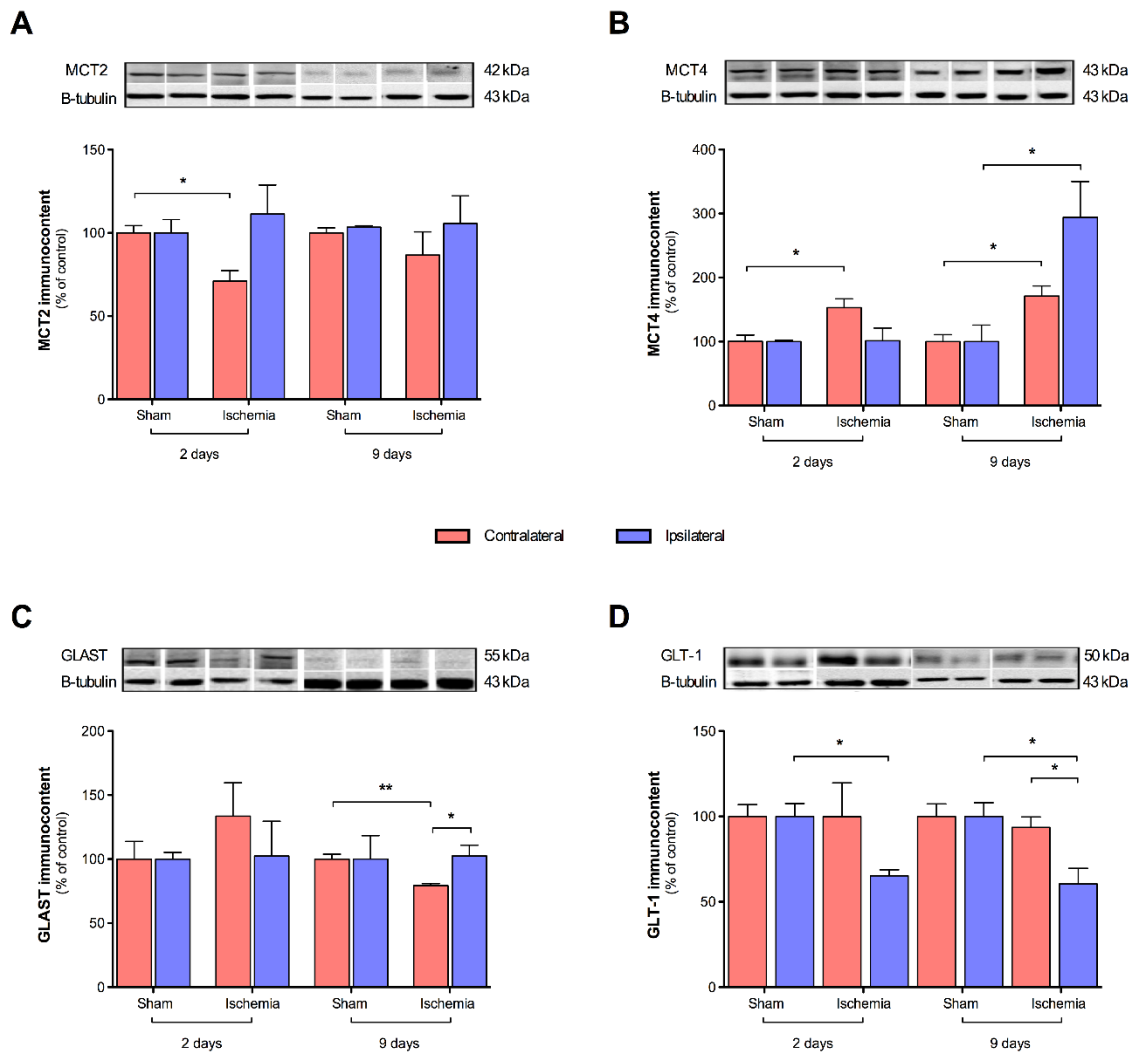 A
MCT2 42 kDa
B-tubulin 43 kDa
MCT2 immunocontent
(% of control)
150
100
50
0
*
Sham Ischemia Sham Ischemia
2 days 9 days
B
MCT4 43 kDa
B-tubulin 43 kDa
MCT4 immunocontent
(% of control)
400
300
200
100
0
* * *
Sham Ischemia Sham Ischemia
2 days 9 days
Contralateral Ipsilateral
C
GLAST 55 kDa
B-tubulin 43 kDa
GLAST immunocontent
(% of control)
200
150
100
50
0
** *
Sham Ischemia Sham Ischemia
2 days 9 days
D
GLT-1 50 kDa
B-tubulin 43 kDa
GLT-1 immunocontent
(% of control)
150
100
50
0
* * *
Sham Ischemia Sham Ischemia
2 days 9 days